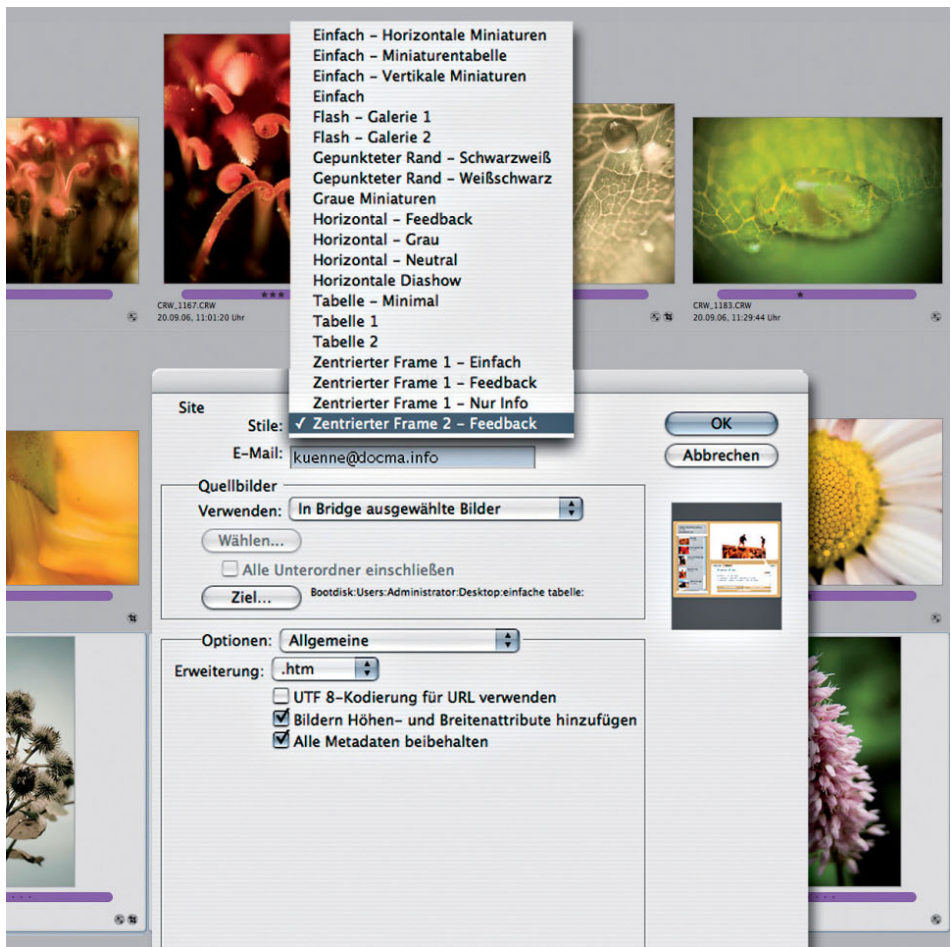 Einfach – Horizontale Miniaturen
Einfach – Miniaturentabelle
Einfach – Vertikale Miniaturen
Einfach
Flash – Galerie 1
Flash – Galerie 2
Gepunkteter Rand – Schwarzweiß
Gepunkteter Rand – Weißschwarz
Graue Miniaturen
Horizontal – Feedback
Horizontal – Grau
Horizontal – Neutral
Horizontale Diashow
Tabelle – Minimal
Tabelle 1
Tabelle 2
Zentrierter Frame 1 – Einfach
Zentrierter Frame 1 – Feedback
Zentrierter Frame 1 – Nur Info
✓ Zentrierter Frame 2 – Feedback
★★★
CRW_1167.CRW
20.09.06, 11:01:20 Uhr
★
CRW_1183.CRW
20.09.06, 11:29:44 Uhr
Site
Stile:
OK
E-Mail: kuenne@docma.info
Abbrechen
Quellbilder
Verwenden: In Bridge ausgewählte Bilder
Wählen...
Alle Unterordner einschließen
Ziel... Bootdisk:Users:Administrator:Desktop:einfache tabelle:
Optionen: Allgemeine
Erweiterung: .htm
UTF 8-Kodierung für URL verwenden
Bildern Höhen- und Breitenattribute hinzufügen
Alle Metadaten beibehalten